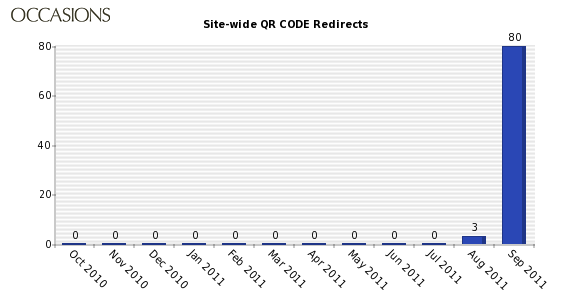 OCCASIONS
Site-wide QR CODE Redirects
80
60
40
20
0
0 0 0 0 0 0 0 0 0 0 3 80
Oct 2010 Nov 2010 Dec 2010 Jan 2011 Feb 2011 Mar 2011 Apr 2011 May 2011 Jun 2011 Jul 2011 Aug 2011 Sep 2011